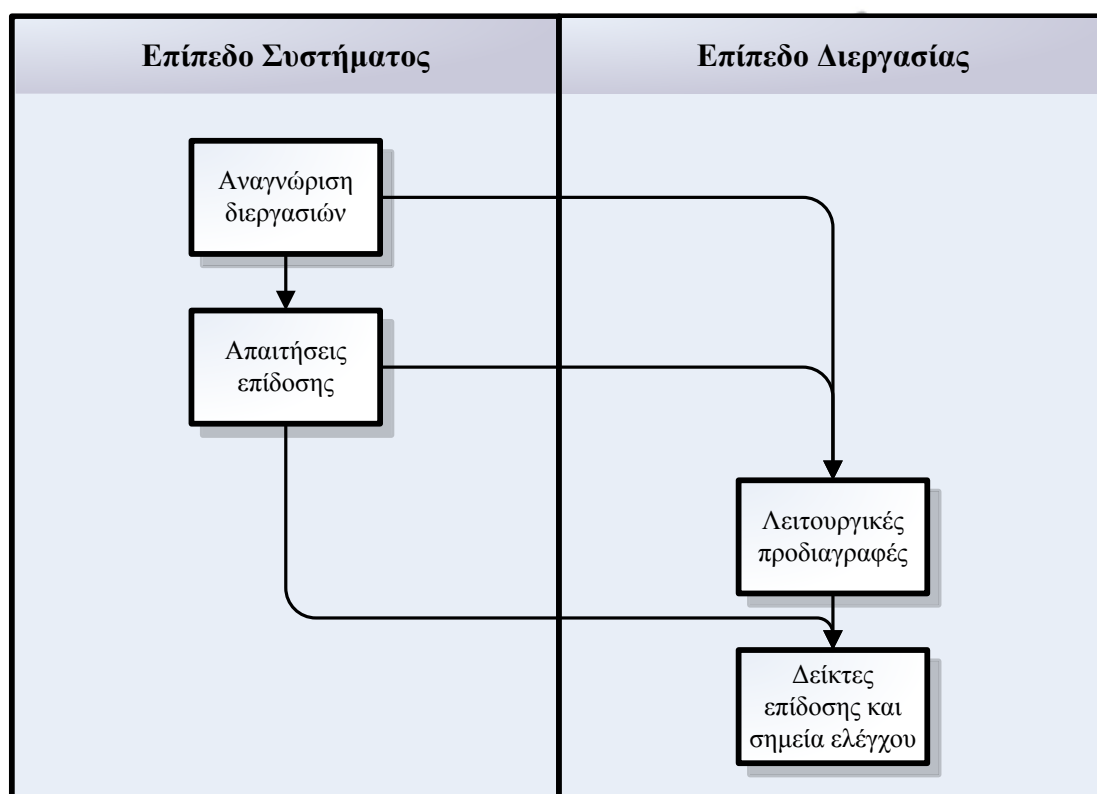 Επίπεδο Συστήματος
Επίπεδο Διεργασίας
Αναγνώριση
διεργασιών
Απαιτήσεις
επίδοσης
Λειτουργικές
προδιαγραφές
Δείκτες
επίδοσης και
σημεία ελέγχου